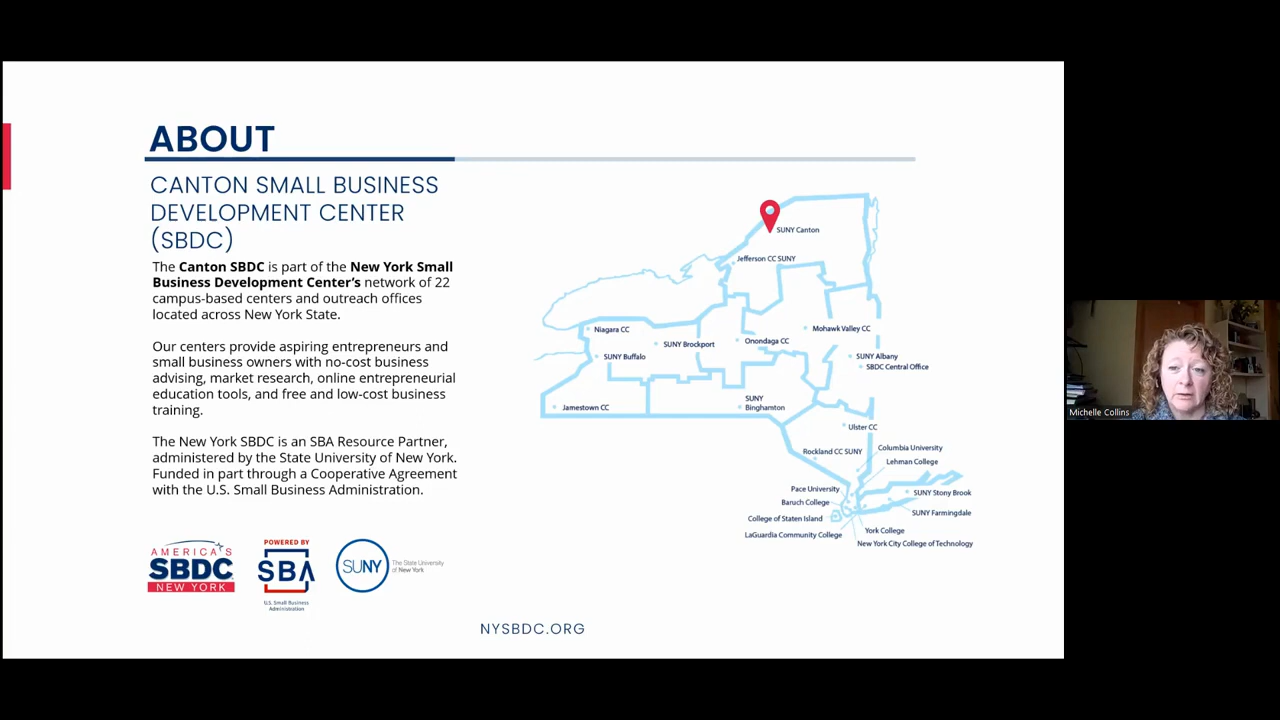 ABOUT
CANTON SMALL BUSINESS
DEVELOPMENT CENTER
(SBDC)
The Canton SBDC is part of the New York Small
Business Development Center's network of 22
campus-based centers and outreach offices
located across New York State.
Our centers provide aspiring entrepreneurs and
small business owners with no-cost business
advising, market research, online entrepreneurial
education tools, and free and low-cost business
training.
The New York SBDC is an SBA Resource Partner,
administered by the State University of New York.
Funded in part through a Cooperative Agreement
with the U.S. Small Business Administration.
AMERICA'S
SBDC
NEW YORK
POWERED BY
SBA
U.S. Small Business
Administration
SUNY
The State University
of New York
SUNY Canton
Jefferson CC SUNY
Niagara CC
SUNY Brockport
Onondaga CC
Mohawk Valley CC
SUNY Buffalo
SUNY Albany
SBDC Central Office
Jamestown CC
SUNY
Binghamton
Ulster CC
Rockland CC SUNY
Columbia University
Lehman College
Pace University
Baruch College
SUNY Stony Brook
College of Staten Island
SUNY Farmingdale
LaGuardia Community College
York College
New York City College of Technology
NYSBDC.ORG
Michelle Collins